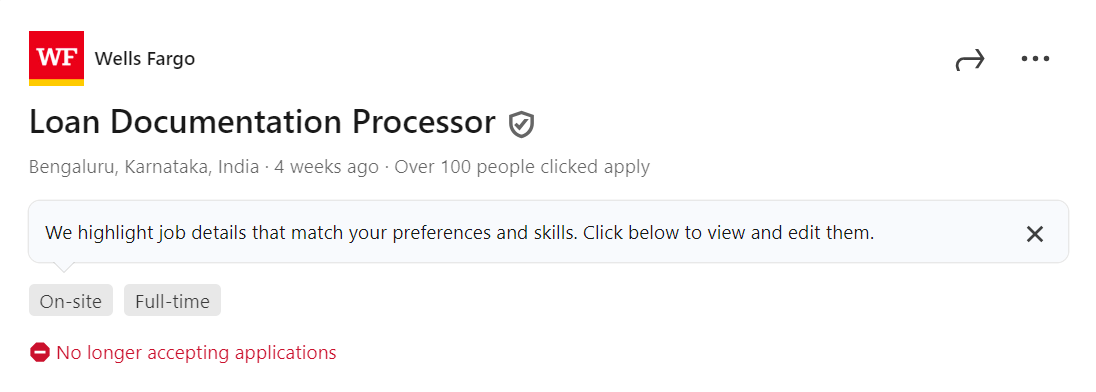 WF Wells Fargo
Loan Documentation Processor
Bengaluru, Karnataka, India · 4 weeks ago · Over 100 people clicked apply
We highlight job details that match your preferences and skills. Click below to view and edit them.
On-site Full-time
No longer accepting applications